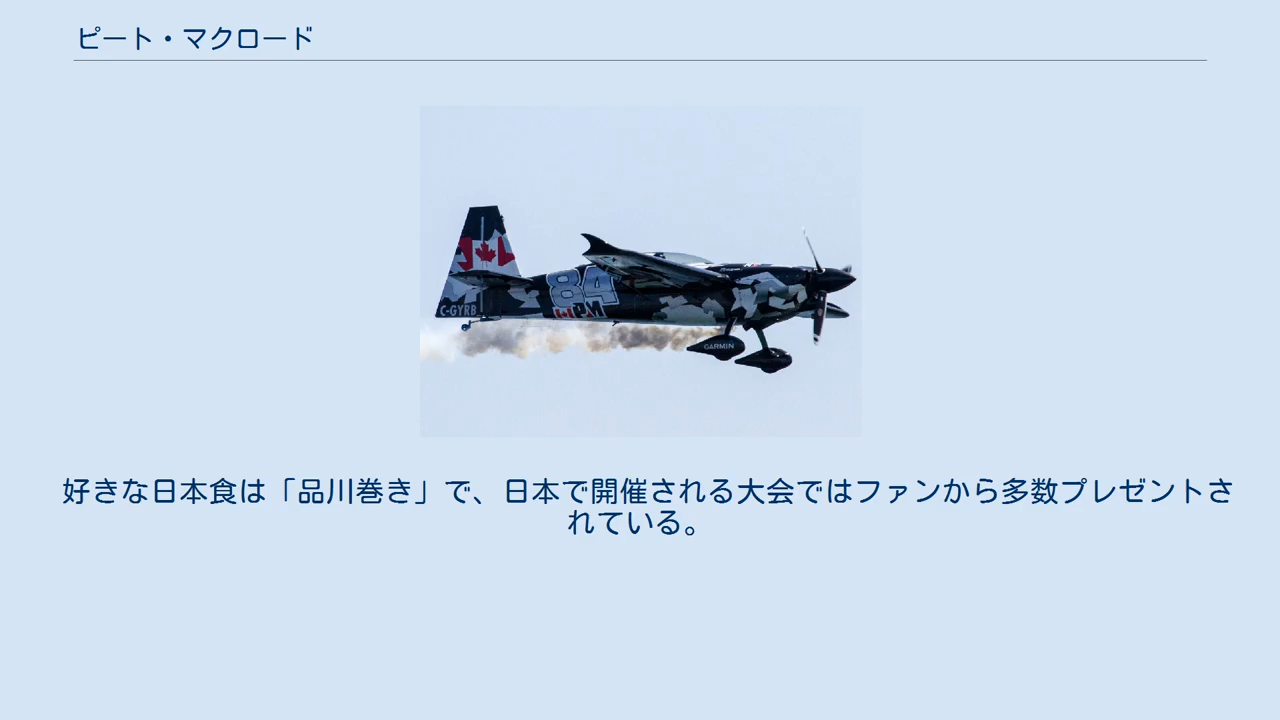 ピート・マクロード
84
PM
C-GYRB
GARMIN
好きな日本食は「品川巻き」で、日本で開催される大会ではファンから多数プレゼントさ
れている。